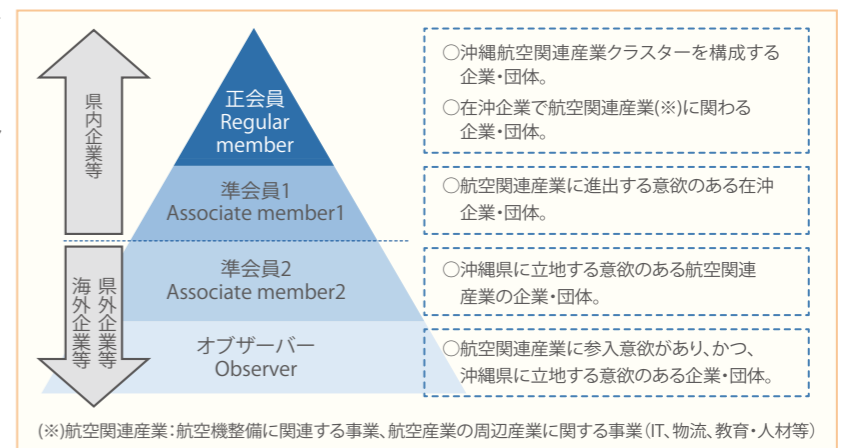 県内企業等
県外企業等
海外企業等
正会員
Regular
member
準会員1
Associate member1
準会員2
Associate member2
オブザーバー
Observer
○沖縄航空関連産業クラスターを構成する
企業・団体。
○在沖企業で航空関連産業(※)に関わる
企業・団体。
○航空関連産業に進出する意欲のある在沖
企業・団体。
○沖縄県に立地する意欲のある航空関連
産業の企業・団体。
○航空関連産業に参入意欲があり、かつ、
沖縄県に立地する意欲のある企業・団体。
(※)航空関連産業：航空機整備に関連する事業、航空産業の周辺産業に関する事業(IT、物流、教育・人材等)